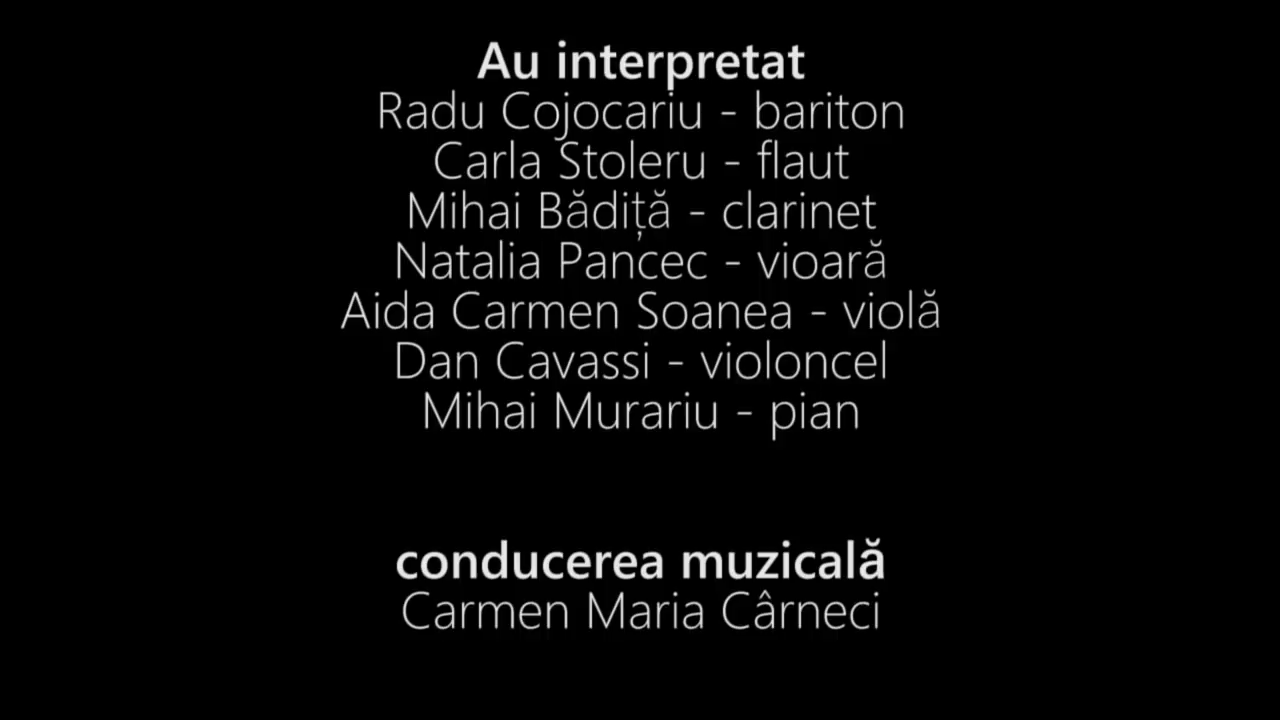 Au interpretat
Radu Cojocariu - bariton
Carla Stoleru - flaut
Mihai Bădiță - clarinet
Natalia Pancec - vioară
Aida Carmen Soanea - violă
Dan Cavassi - violoncel
Mihai Murariu - pian
conducerea muzicală
Carmen Maria Cârneci